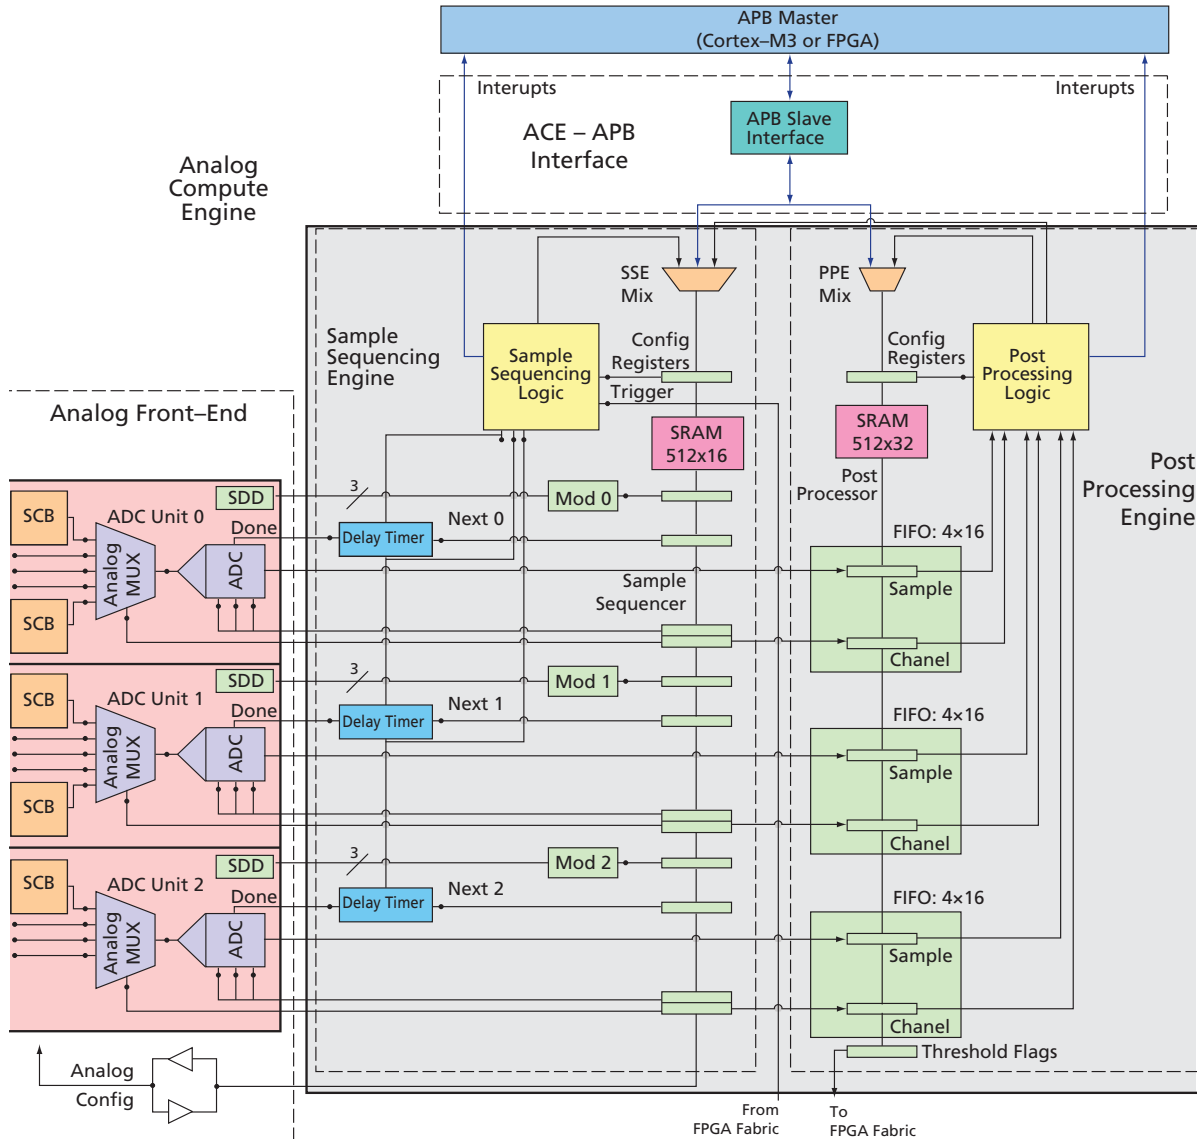 APB Master
(Cortex–M3 or FPGA)
Interupts
Interupts
APB Slave
Interface
ACE – APB
Interface
Analog
Compute
Engine
SSE
Mix
PPE
Mix
Sample
Sequencing
Engine
Sample
Sequencing
Logic
Config
Registers
Trigger
Config
Registers
Post
Processing
Logic
Analog Front–End
SRAM
512x16
SRAM
512x32
Post
Processor
Post
Processing
Engine
SCB
ADC Unit 0
SDD
3
Mod 0
Done
Delay Timer
Next 0
Analog
MUX
ADC
SCB
Sample
Sequencer
FIFO: 4×16
Sample
Chanel
SCB
ADC Unit 1
SDD
3
Mod 1
Done
Delay Timer
Next 1
Analog
MUX
ADC
SCB
FIFO: 4×16
Sample
Channel
SCB
ADC Unit 2
SDD
3
Mod 2
Done
Delay Timer
Next 2
Analog
MUX
ADC
FIFO: 4×16
Sample
Chanel
Threshold Flags
Analog
Config
From
FPGA Fabric
To
FPGA Fabric